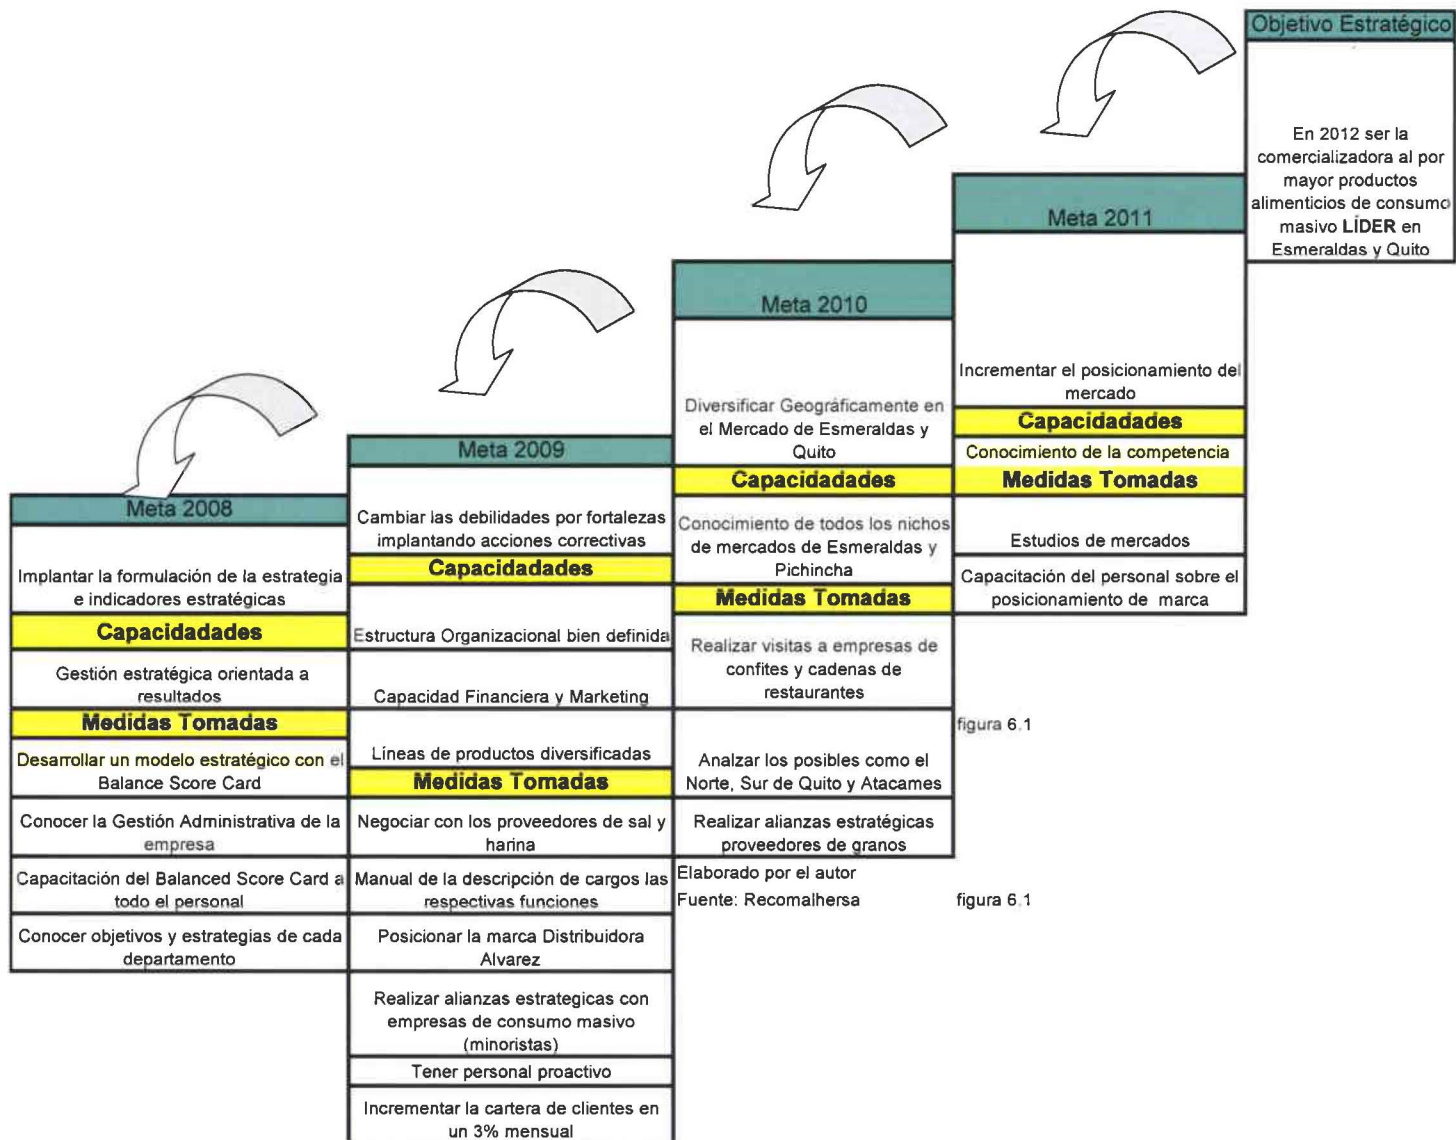 Objetivo Estratégico
En 2012 ser la
comercializadora al por
mayor productos
alimenticios de consumo
masivo LÍDER en
Esmeraldas y Quito
Meta 2011
Incrementar el posicionamiento del
mercado
Capacidadades
Conocimiento de la competencia
Medidas Tomadas
Estudios de mercados
Capacitación del personal sobre el
posicionamiento de marca
figura 6.1
Meta 2010
Diversificar Geográficamente en
el Mercado de Esmeraldas y
Quito
Capacidadades
Conocimiento de todos los nichos
de mercados de Esmeraldas y
Pichincha
Medidas Tomadas
Realizar visitas a empresas de
confites y cadenas de
restaurantes
Analzar los posibles como el
Norte, Sur de Quito y Atacames
Realizar alianzas estratégicas
proveedores de granos
Elaborado por el autor
Fuente: Recomalhersa
figura 6.1
Meta 2009
Cambiar las debilidades por fortalezas
implantando acciones correctivas
Capacidadades
Estructura Organizacional bien definida
Capacidad Financiera y Marketing
Líneas de productos diversificadas
Medidas Tomadas
Negociar con los proveedores de sal y
harina
Manual de la descripción de cargos las
respectivas funciones
Posicionar la marca Distribuidora
Alvarez
Realizar alianzas estrategicas con
empresas de consumo masivo
(minoristas)
Tener personal proactivo
Incrementar la cartera de clientes en
un 3% mensual
Meta 2008
Implantar la formulación de la estrategia
e indicadores estratégicas
Capacidadades
Gestión estratégica orientada a
resultados
Medidas Tomadas
Desarrollar un modelo estratégico con el
Balance Score Card
Conocer la Gestión Administrativa de la
empresa
Capacitación del Balanced Score Card a
todo el personal
Conocer objetivos y estrategias de cada
departamento